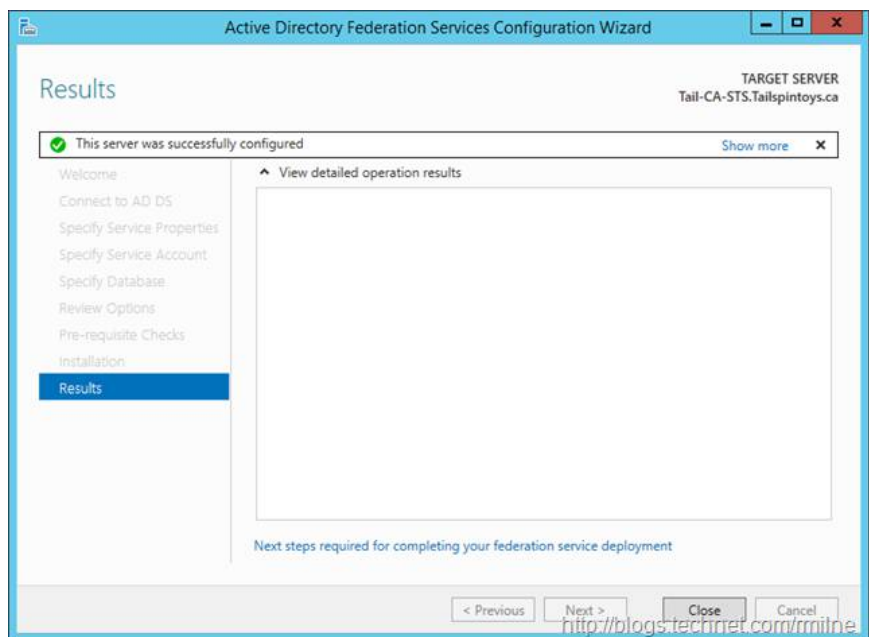 Active Directory Federation Services Configuration Wizard
Results
TARGET SERVER
Tail-CA-STS.Tailspintoys.ca
This server was successfully configured
Show more
Welcome
Connect to AD DS
Specify Service Properties
Specify Service Account
Specify Database
Review Options
Pre-requisite Checks
Installation
Results
View detailed operation results
Next steps required for completing your federation service deployment
< Previous
Next >
Close
Cancel
http://blogs.technet.com/rmilne